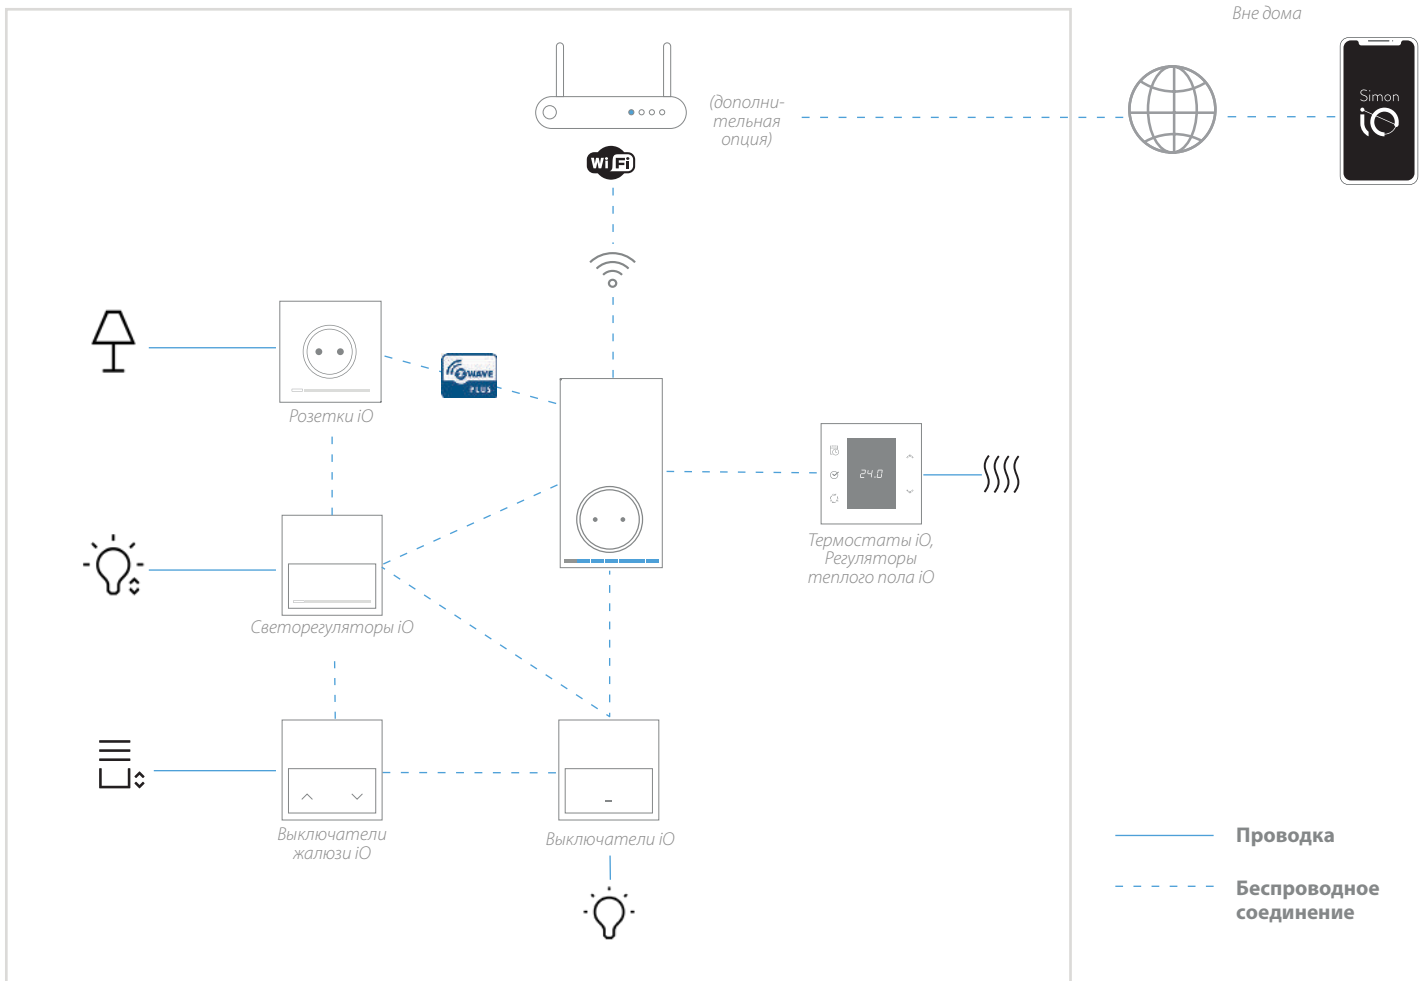 Вне дома
(дополни-
тельная
опция)
Simon
iO
Wi Fi
Z WAVE
PLUS
Розетки iO
24.0
Термостаты iO,
Регуляторы
теплого пола iO
Светорегуляторы iO
Выключатели
жалюзи iO
Выключатели iO
Проводка
Беспроводное
соединение